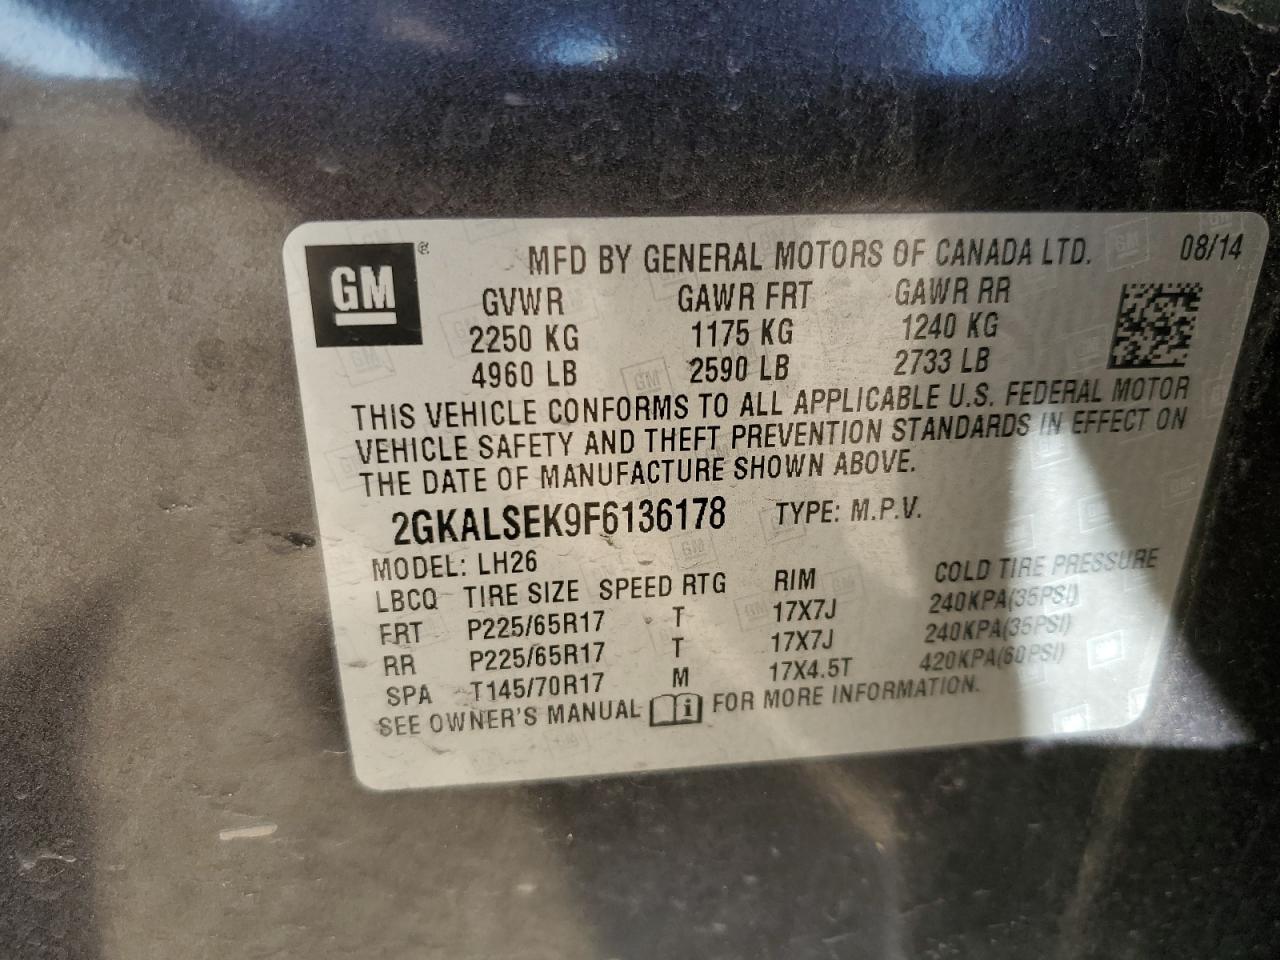 GM ®
MFD BY GENERAL MOTORS OF CANADA LTD. 08/14
GVWR GAWR FRT GAWR RR
2250 KG 1175 KG 1240 KG
4960 LB 2590 LB 2733 LB
THIS VEHICLE CONFORMS TO ALL APPLICABLE U.S. FEDERAL MOTOR
VEHICLE SAFETY AND THEFT PREVENTION STANDARDS IN EFFECT ON
THE DATE OF MANUFACTURE SHOWN ABOVE.
2GKALSEK9F6136178 TYPE: M.P.V.
MODEL: LH26
LBCQ TIRE SIZE SPEED RTG RIM COLD TIRE PRESSURE
FRT P225/65R17 T 17X7J 240KPA(35PSI)
RR P225/65R17 T 17X7J 240KPA(35PSI)
SPA T145/70R17 M 17X4.5T 420KPA(60PSI)
SEE OWNER'S MANUAL i FOR MORE INFORMATION.